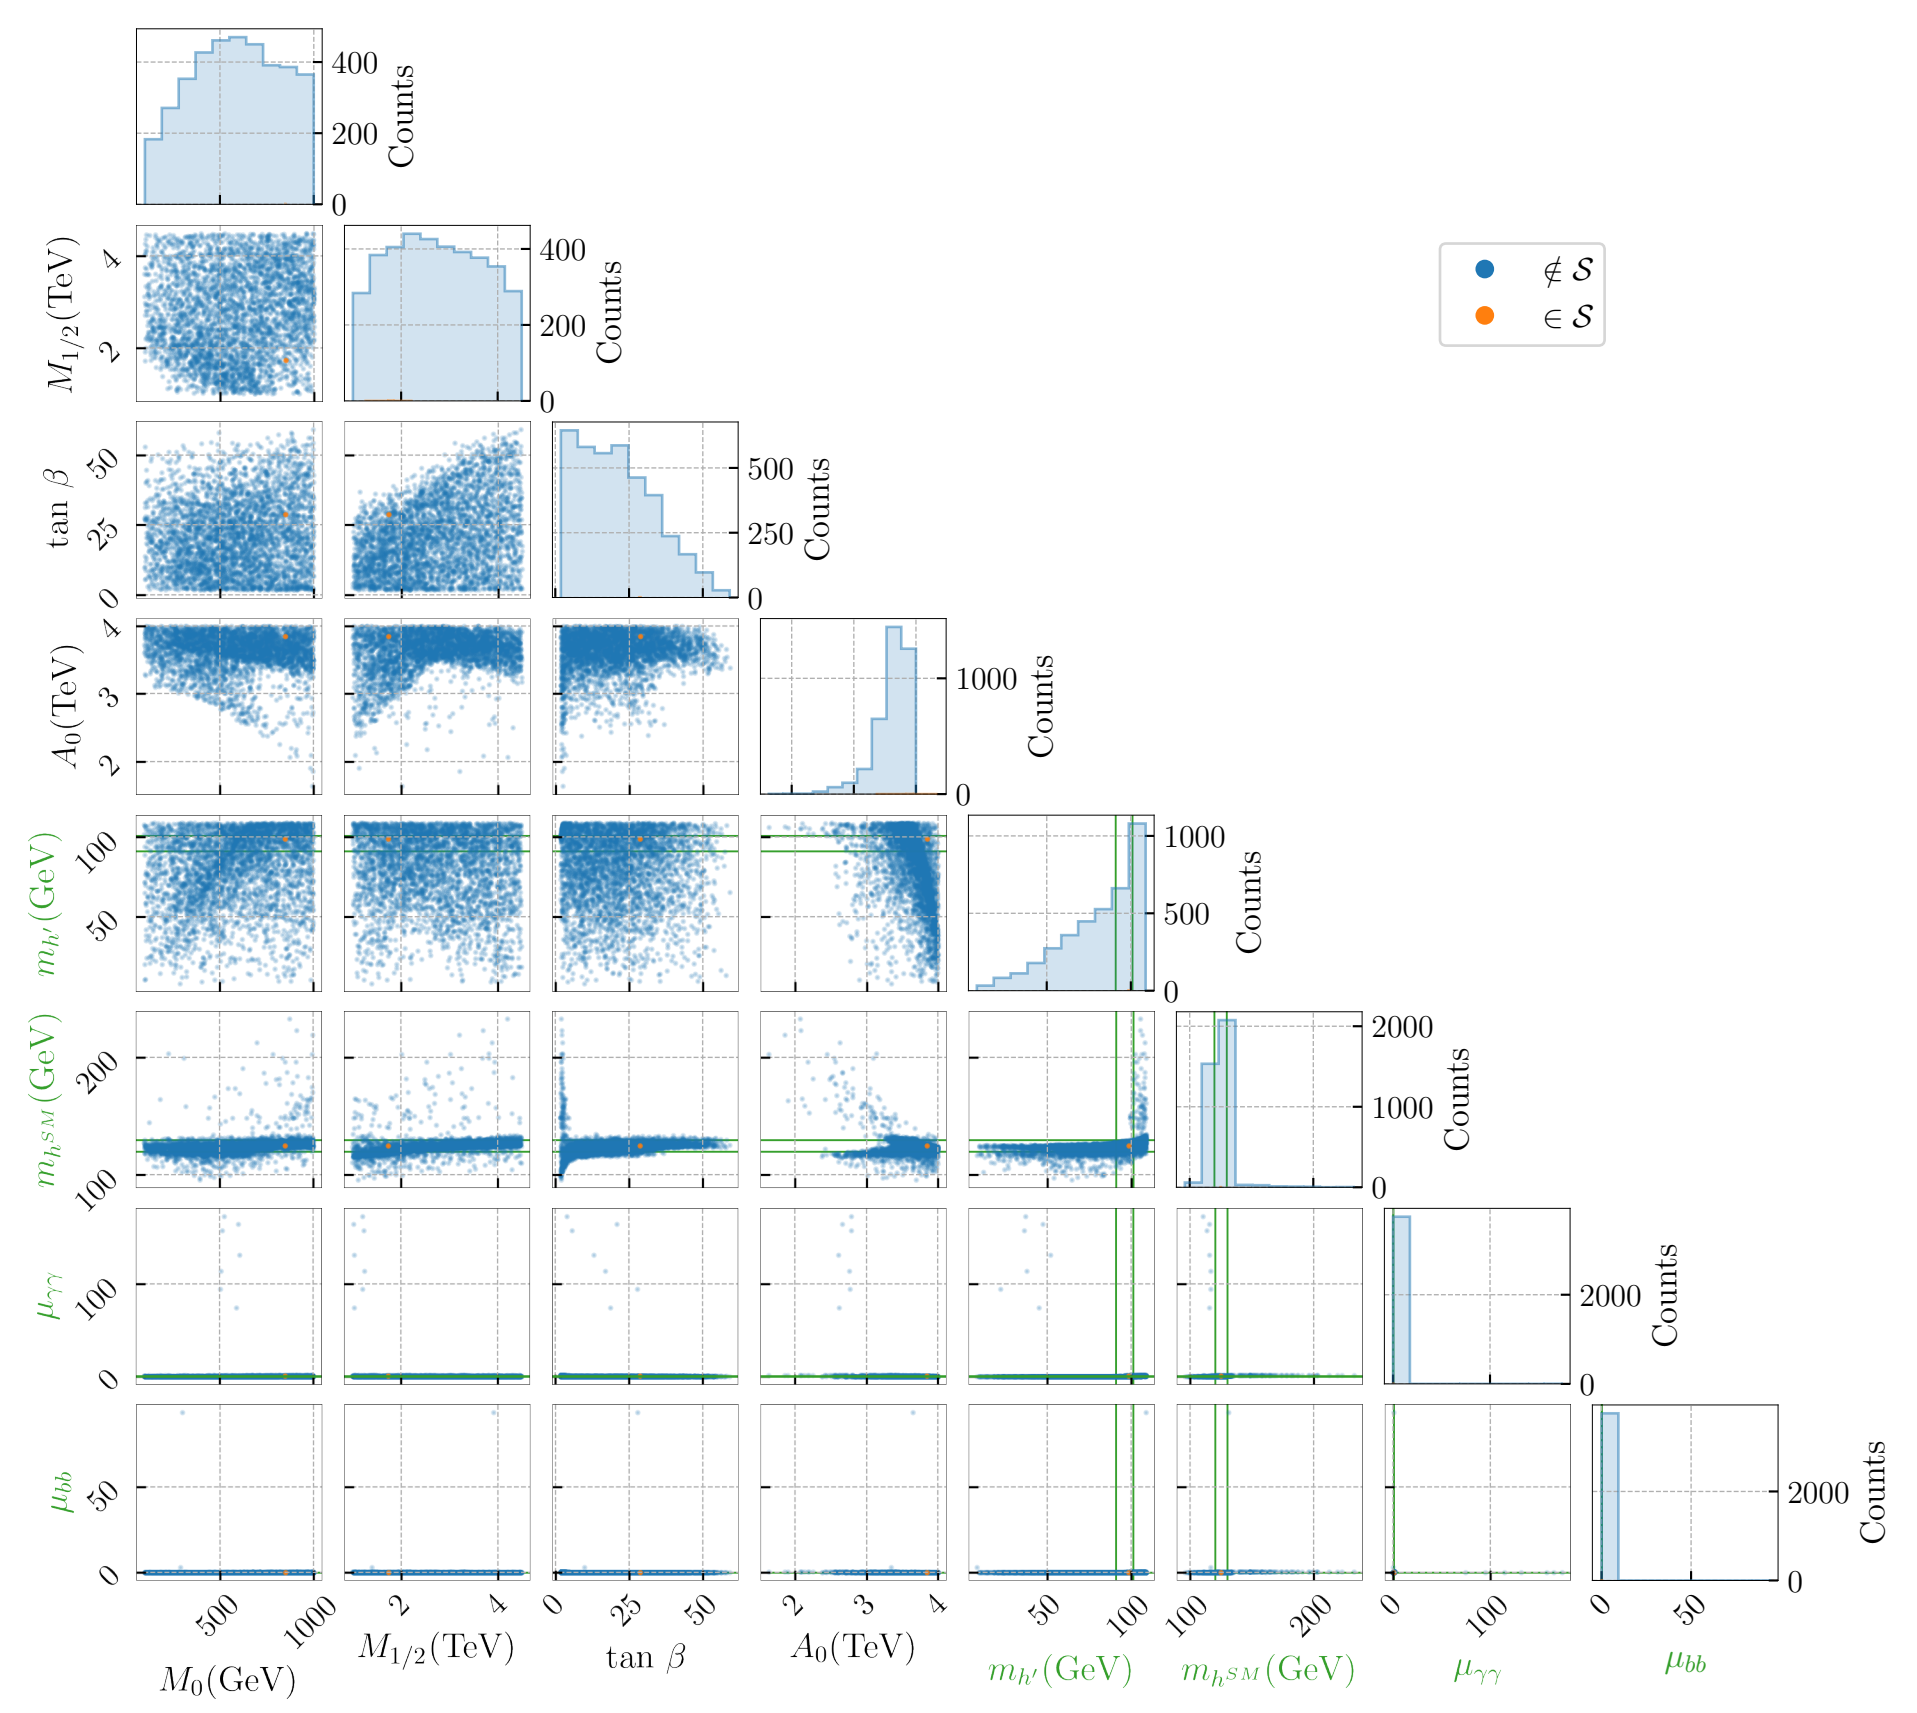 400
200
0
Counts
M_{1/2}(TeV)
4
2
400
200
0
Counts
∉ 𝒮
∈ 𝒮
tan β
50
25
0
500
250
0
Counts
A_0(TeV)
4
3
2
1000
0
Counts
m_{h'}(GeV)
100
50
1000
500
0
Counts
m_{h^{SM}}(GeV)
200
100
2000
1000
0
Counts
μ_{γγ}
100
0
2000
0
Counts
μ_{bb}
50
0
2000
0
Counts
500 1000 2 4 0 25 50 2 3 4 50 100 100 200 0 100 0 50
M_0(GeV) M_{1/2}(TeV) tan β A_0(TeV) m_{h'}(GeV) m_{h^{SM}}(GeV) μ_{γγ} μ_{bb}